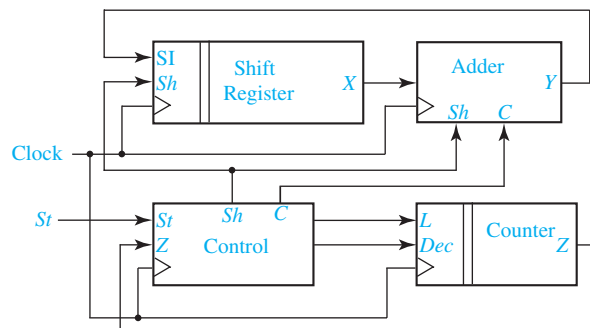 SI
Sh
Shift
Register
X
Adder
Y
Sh
C
Clock
St
St
Z
Sh
C
Control
L
Dec
Counter
Z